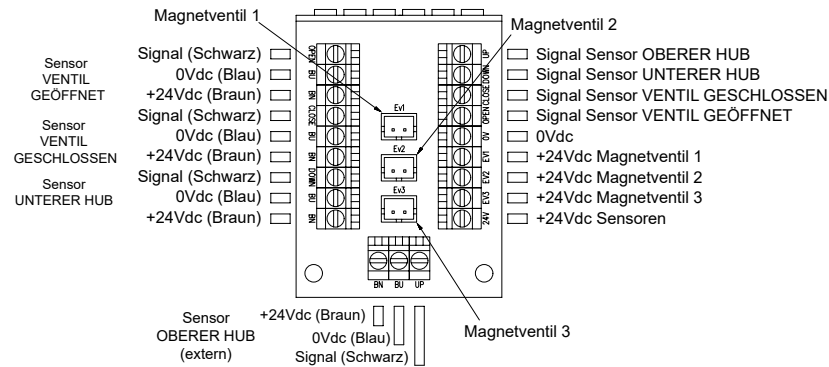 Magnetventil 1
Magnetventil 2
Sensor
VENTIL
GEÖFFNET
Signal (Schwarz)
0Vdc (Blau)
+24Vdc (Braun)
Sensor
VENTIL
GESCHLOSSEN
Signal (Schwarz)
0Vdc (Blau)
+24Vdc (Braun)
Sensor
UNTERER HUB
Signal (Schwarz)
0Vdc (Blau)
+24Vdc (Braun)
OPEN
BU
BN
CLOSE
BU
BN
DOWN
BU
BN
Ev1
Ev2
Ev3
UP
DOWN
CLOSE
OPEN
0V
EV1
EV2
EV3
24V
Signal Sensor OBERER HUB
Signal Sensor UNTERER HUB
Signal Sensor VENTIL GESCHLOSSEN
Signal Sensor VENTIL GEÖFFNET
0Vdc
+24Vdc Magnetventil 1
+24Vdc Magnetventil 2
+24Vdc Magnetventil 3
+24Vdc Sensoren
BN BU UP
Sensor
OBERER HUB
(extern)
+24Vdc (Braun)
0Vdc (Blau)
Signal (Schwarz)
Magnetventil 3